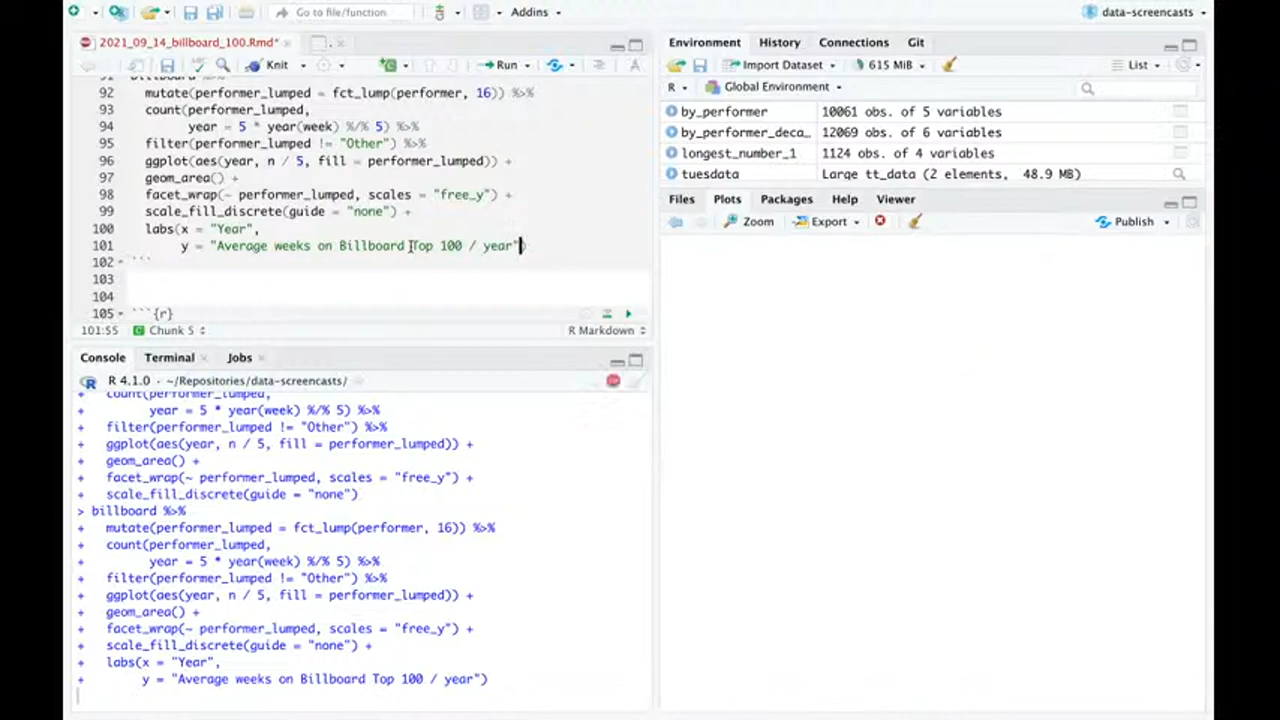 Go to file/function
Addins
data-screencasts
2021_09_14_billboard_100.Rmd*
Knit
Run
91 billboard %>%
92 mutate(performer_lumped = fct_lump(performer, 16)) %>%
93 count(performer_lumped,
94 year = 5 * year(week) %/% 5) %>%
95 filter(performer_lumped != "Other") %>%
96 ggplot(aes(year, n / 5, fill = performer_lumped)) +
97 geom_area() +
98 facet_wrap(~ performer_lumped, scales = "free_y") +
99 scale_fill_discrete(guide = "none") +
100 labs(x = "Year",
101 y = "Average weeks on Billboard Top 100 / year")
102 ```
103
104
105 ```{r}
101:55 Chunk 5 R Markdown
Console Terminal Jobs
R 4.1.0 · ~/Repositories/data-screencasts/
+ count(performer_lumped,
+ year = 5 * year(week) %/% 5) %>%
+ filter(performer_lumped != "Other") %>%
+ ggplot(aes(year, n / 5, fill = performer_lumped)) +
+ geom_area() +
+ facet_wrap(~ performer_lumped, scales = "free_y") +
+ scale_fill_discrete(guide = "none")
> billboard %>%
+ mutate(performer_lumped = fct_lump(performer, 16)) %>%
+ count(performer_lumped,
+ year = 5 * year(week) %/% 5) %>%
+ filter(performer_lumped != "Other") %>%
+ ggplot(aes(year, n / 5, fill = performer_lumped)) +
+ geom_area() +
+ facet_wrap(~ performer_lumped, scales = "free_y") +
+ scale_fill_discrete(guide = "none") +
+ labs(x = "Year",
+ y = "Average weeks on Billboard Top 100 / year")
Environment History Connections Git
Import Dataset 615 MiB List
R Global Environment
by_performer 10061 obs. of 5 variables
by_performer_deca… 12069 obs. of 6 variables
longest_number_1 1124 obs. of 4 variables
tuesdata Large tt_data (2 elements, 48.9 MB)
Files Plots Packages Help Viewer
Zoom Export Publish